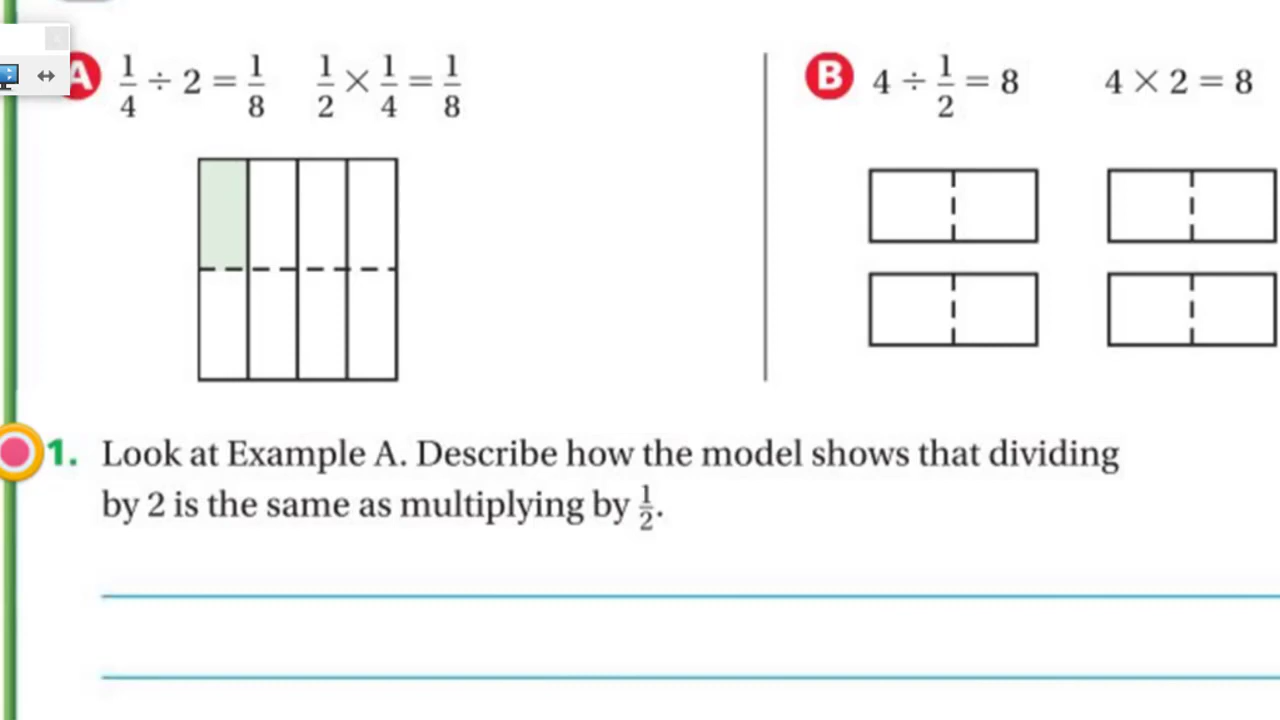 A 1/4 ÷ 2 = 1/8 1/2 × 1/4 = 1/8
B 4 ÷ 1/2 = 8 4 × 2 = 8
1. Look at Example A. Describe how the model shows that dividing
by 2 is the same as multiplying by 1/2.